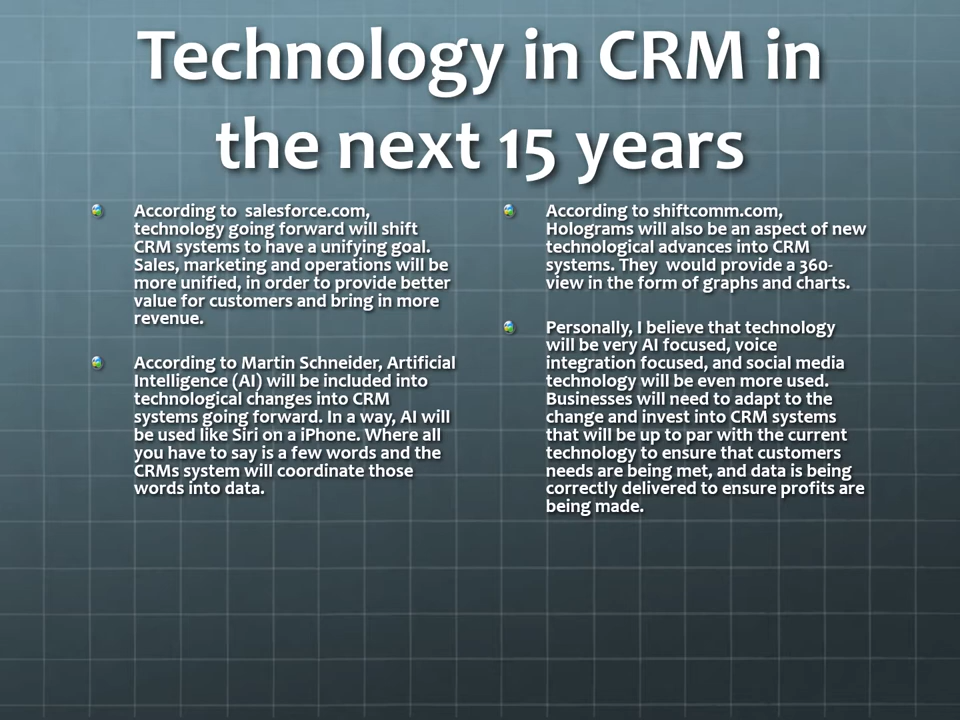 Technology in CRM in
the next 15 years
According to  salesforce.com,
technology going forward will shift
CRM systems to have a unifying goal.
Sales, marketing and operations will be
more unified, in order to provide better
value for customers and bring in more
revenue.
According to Martin Schneider, Artificial
Intelligence (AI) will be included into
technological changes into CRM
systems going forward. In a way, AI will
be used like Siri on a iPhone. Where all
you have to say is a few words and the
CRMs system will coordinate those
words into data.
According to shiftcomm.com,
Holograms will also be an aspect of new
technological advances into CRM
systems. They  would provide a 360-
view in the form of graphs and charts.
Personally, I believe that technology
will be very AI focused, voice
integration focused, and social media
technology will be even more used.
Businesses will need to adapt to the
change and invest into CRM systems
that will be up to par with the current
technology to ensure that customers
needs are being met, and data is being
correctly delivered to ensure profits are
being made.